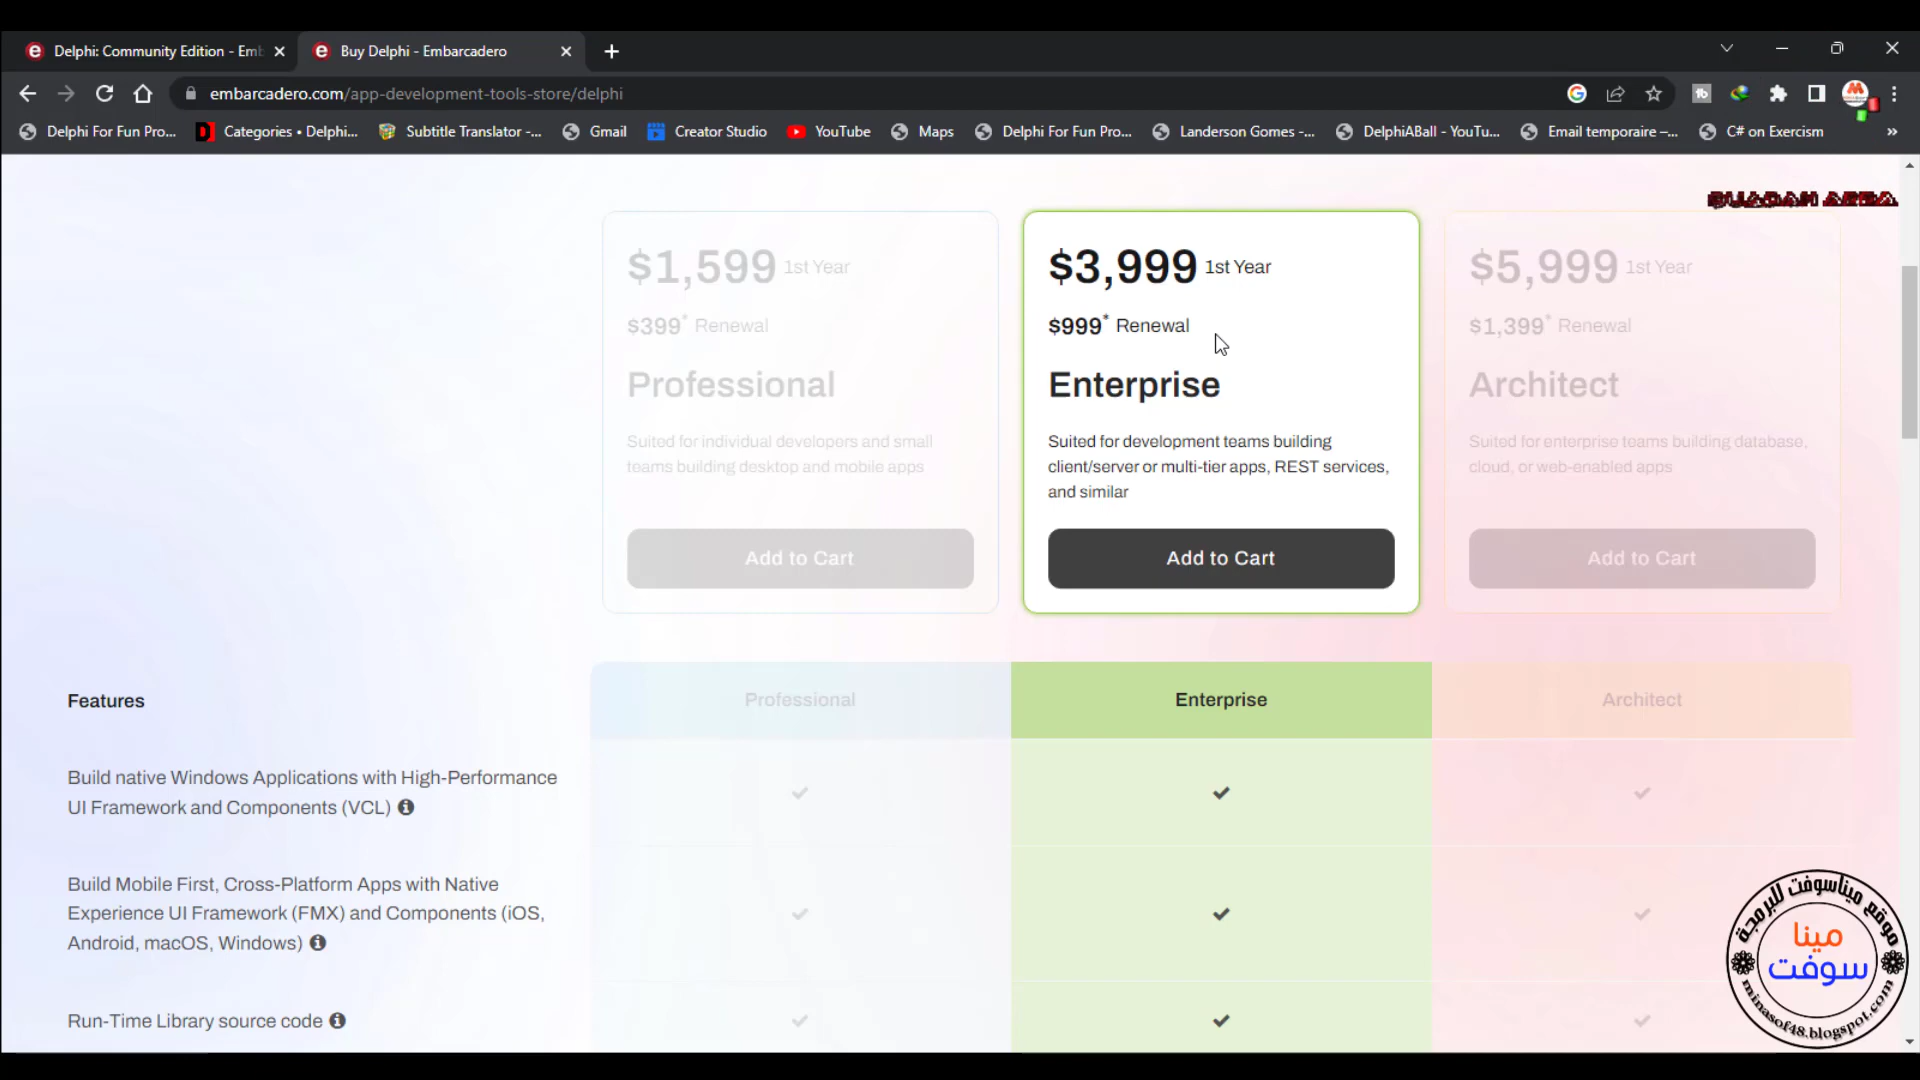 Delphi: Community Edition - Emb
Buy Delphi - Embarcadero
embarcadero.com/app-development-tools-store/delphi
Delphi For Fun Pro...
Categories • Delphi...
Subtitle Translator -...
Gmail
Creator Studio
YouTube
Maps
Delphi For Fun Pro...
Landerson Gomes -...
DelphiABall - YouTu...
Email temporaire –...
C# on Exercism
»
$1,599 1st Year
$399* Renewal
Professional
Suited for individual developers and small
teams building desktop and mobile apps
Add to Cart
$3,999 1st Year
$999* Renewal
Enterprise
Suited for development teams building
client/server or multi-tier apps, REST services,
and similar
Add to Cart
$5,999 1st Year
$1,399* Renewal
Architect
Suited for enterprise teams building database,
cloud, or web-enabled apps
Add to Cart
Features
Professional
Enterprise
Architect
Build native Windows Applications with High-Performance
UI Framework and Components (VCL)
Build Mobile First, Cross-Platform Apps with Native
Experience UI Framework (FMX) and Components (iOS,
Android, macOS, Windows)
Run-Time Library source code
موقع ميناسوفت للبرمجة
مينا
سوفت
minasof48.blogspot.com